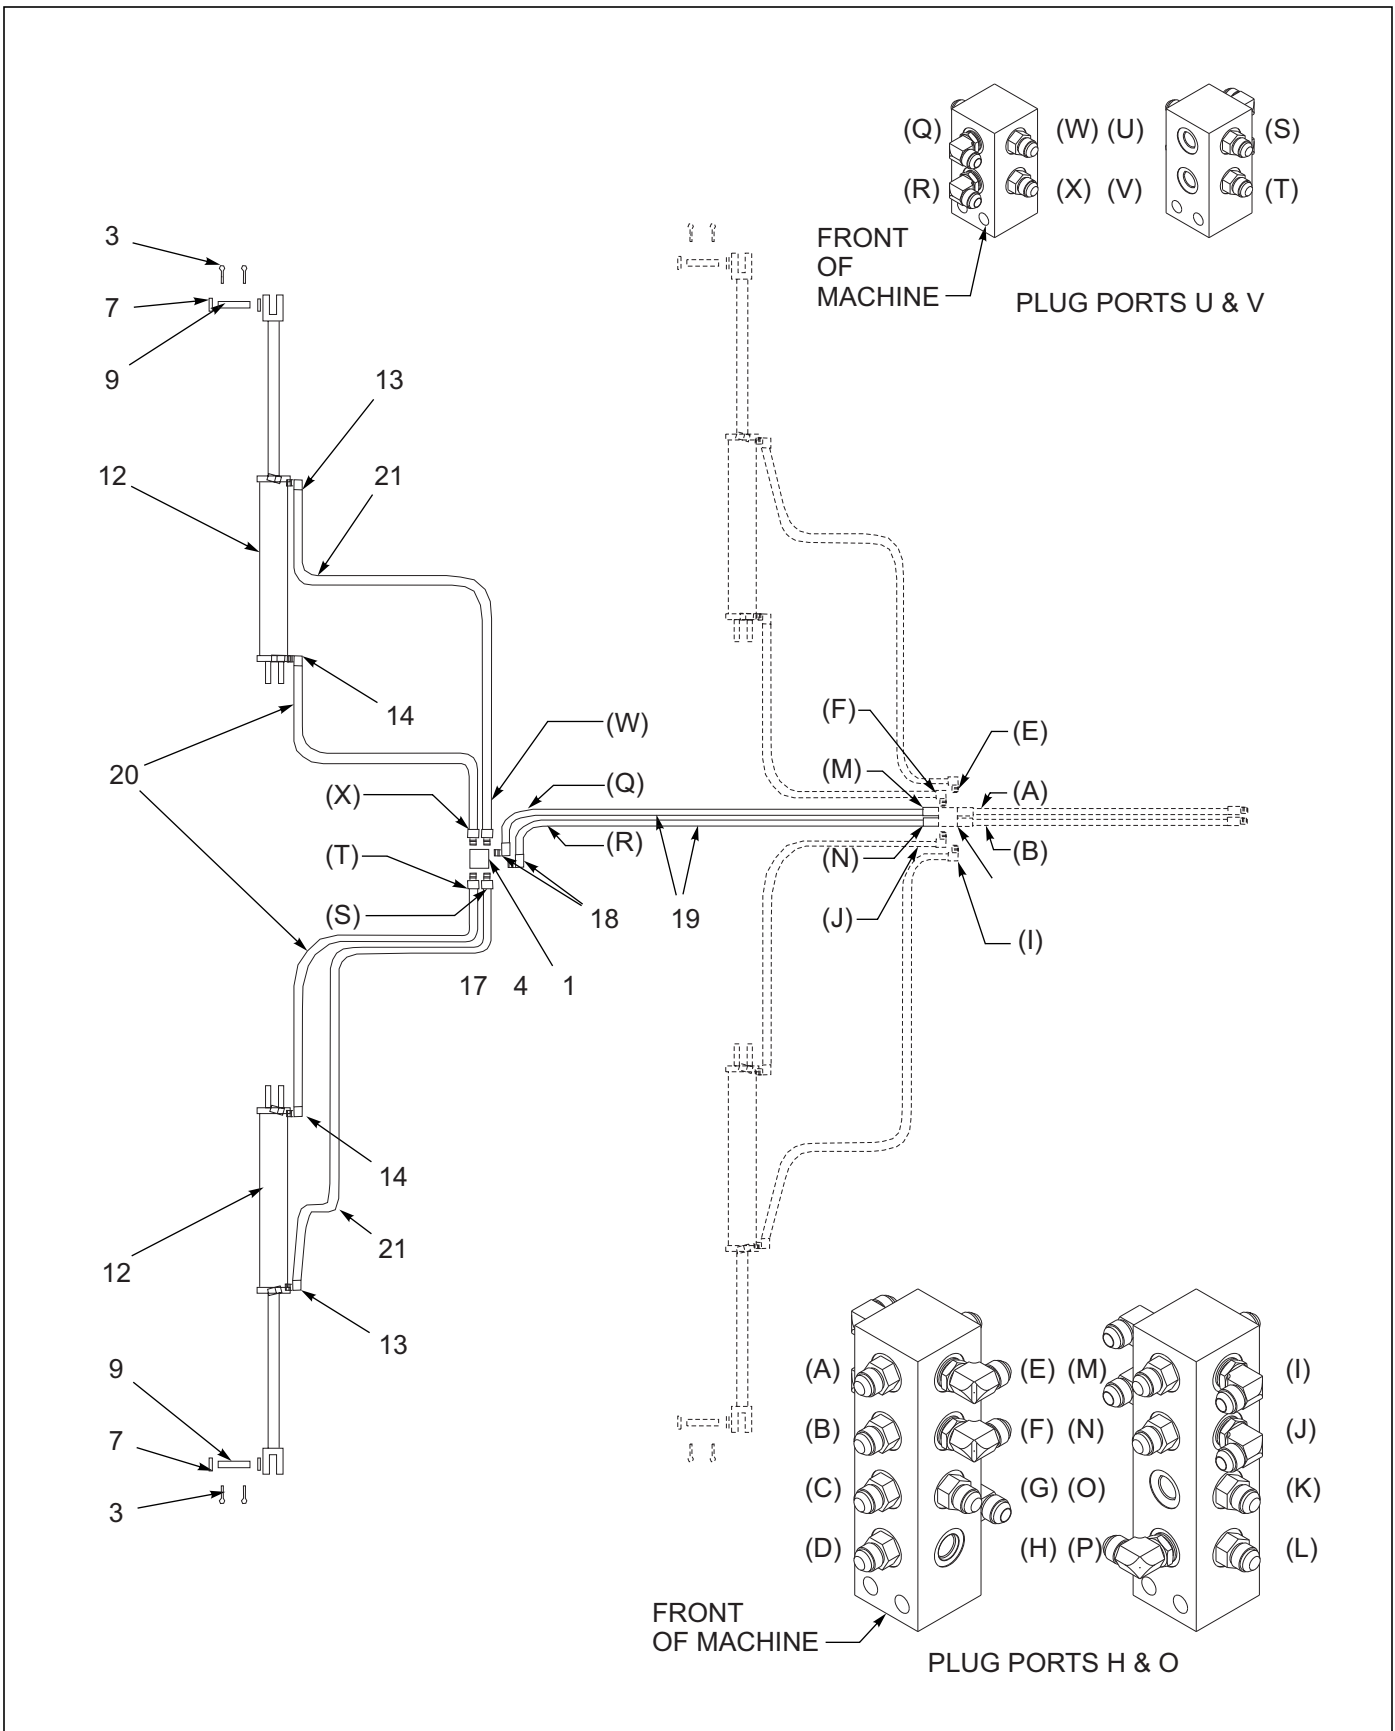 (Q) (W) (U) (S)
(R) (X) (V) (T)
FRONT
OF
MACHINE
PLUG PORTS U & V
3
7
9
13
12
21
14
20
(W)
(F)
(E)
(X)
(Q)
(M)
(A)
(T)
(R)
(N)
(B)
(S)
18
19
(J)
(I)
17 4 1
14
21
12
13
9
7
3
(A) (E) (M) (I)
(B) (F) (N) (J)
(C) (G) (O) (K)
(D) (H) (P) (L)
FRONT
OF MACHINE
PLUG PORTS H & O